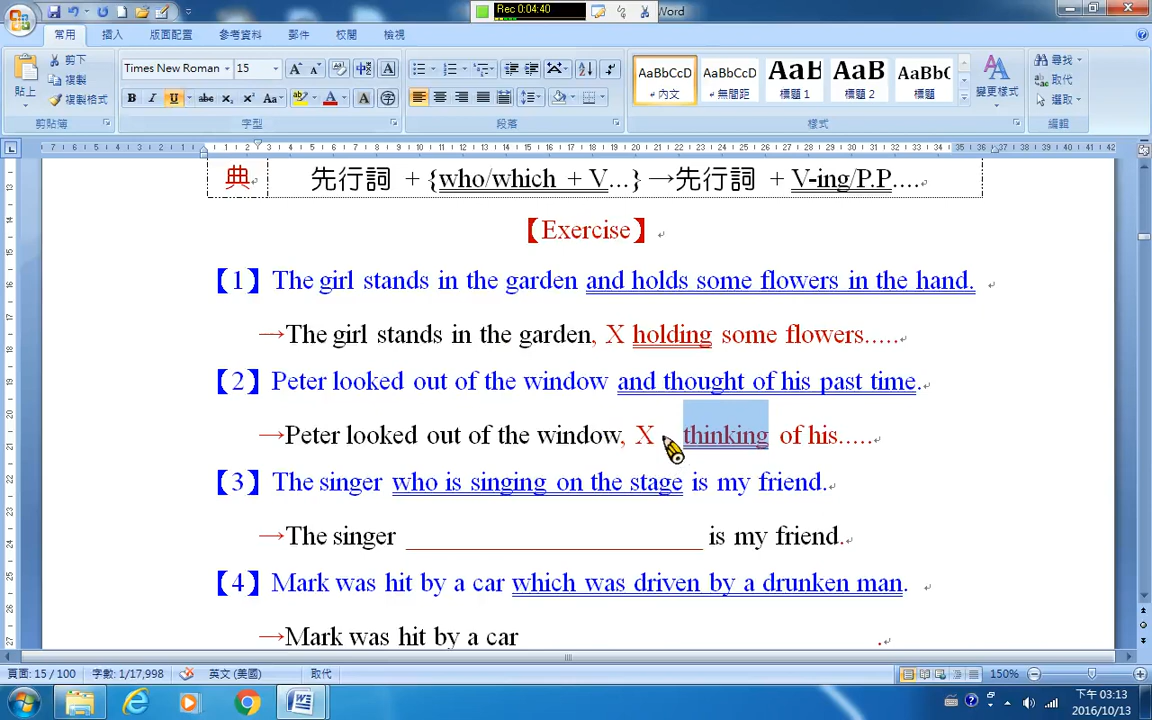 Rec 0:04:40
Word
常用 插入 版面配置 參考資料 郵件 校閱 檢視
貼上
剪下
複製
複製格式
剪貼簿
Times New Roman 15
字型
段落
AaBbCcD AaBbCcD AaB AaB AaBbC
內文 無間距 標題 1 標題 2 標題
變更樣式
樣式
尋找
取代
選取
編輯
典 先行詞 + {who/which + V...} →先行詞 + V-ing/P.P....
【Exercise】
【1】The girl stands in the garden and holds some flowers in the hand.
→The girl stands in the garden, X holding some flowers.....
【2】Peter looked out of the window and thought of his past time.
→Peter looked out of the window, X thinking of his.....
【3】The singer who is singing on the stage is my friend.
→The singer ______________________ is my friend.
【4】Mark was hit by a car which was driven by a drunken man.
→Mark was hit by a car .
頁面: 15 / 100 字數: 1/17,998 英文 (美國) 取代 150%
下午 03:13
2016/10/13